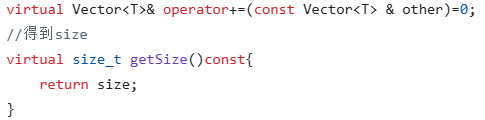 virtual Vector<T>& operator+=(const Vector<T> & other)=0;
//得到size
virtual size_t getSize()const{
    return size;
}